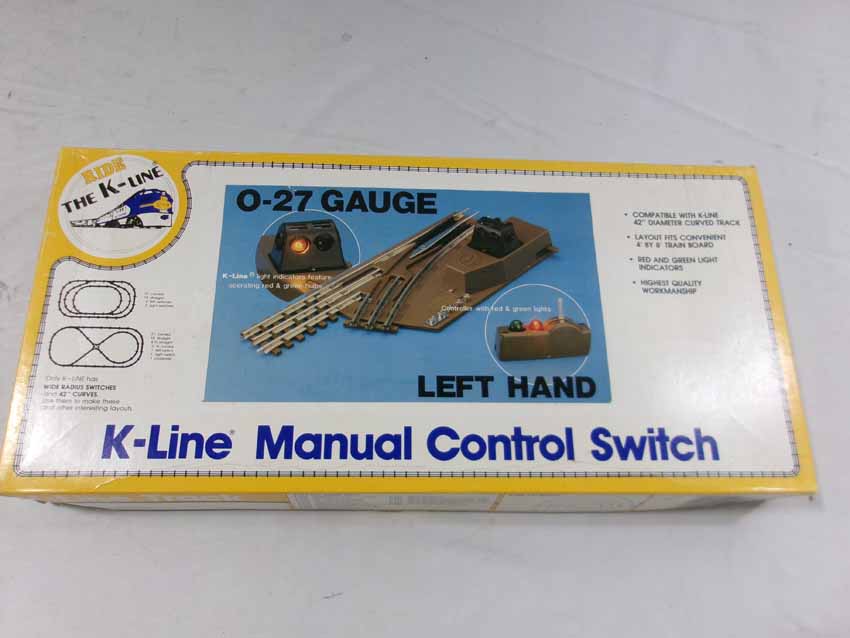 RIDE
THE K-LINE
O-27 GAUGE
K-Line® light indicators feature
operating red & green bulbs
Controller with red & green lights
LEFT HAND
• COMPATIBLE WITH K-LINE
42" DIAMETER CURVED TRACK
• LAYOUT FITS CONVENIENT
4' BY 8' TRAIN BOARD
• RED AND GREEN LIGHT
INDICATORS
• HIGHEST QUALITY
WORKMANSHIP
Only K-LINE has
WIDE RADIUS SWITCHES
and 42" CURVES.
Use them to make these
and other interesting layouts.
K-Line® Manual Control Switch
Track